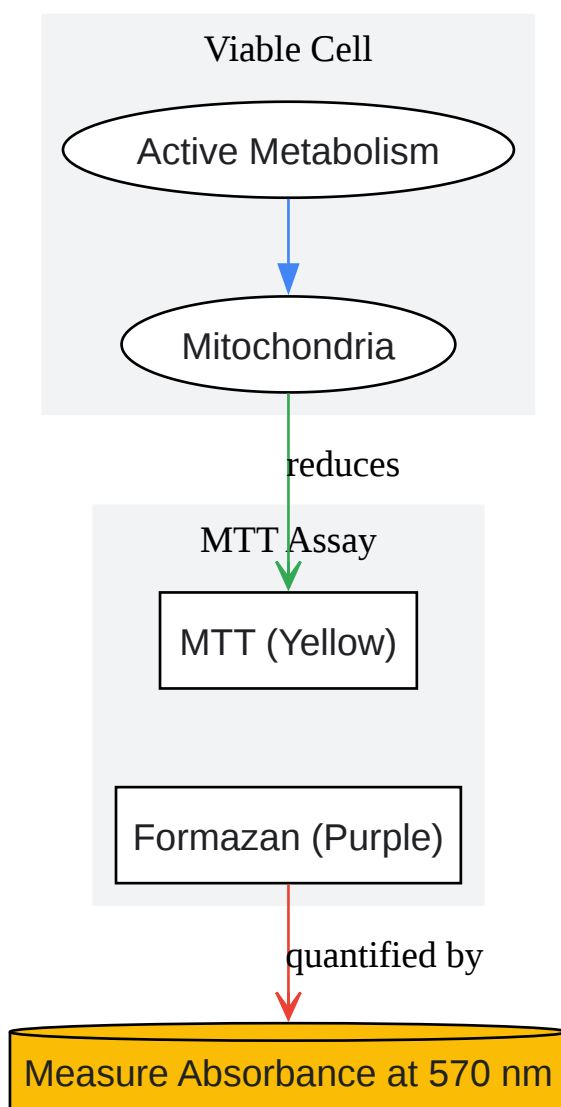 Viable Cell
Active Metabolism
Mitochondria
reduces
MTT Assay
MTT (Yellow)
Formazan (Purple)
quantified by
Measure Absorbance at 570 nm